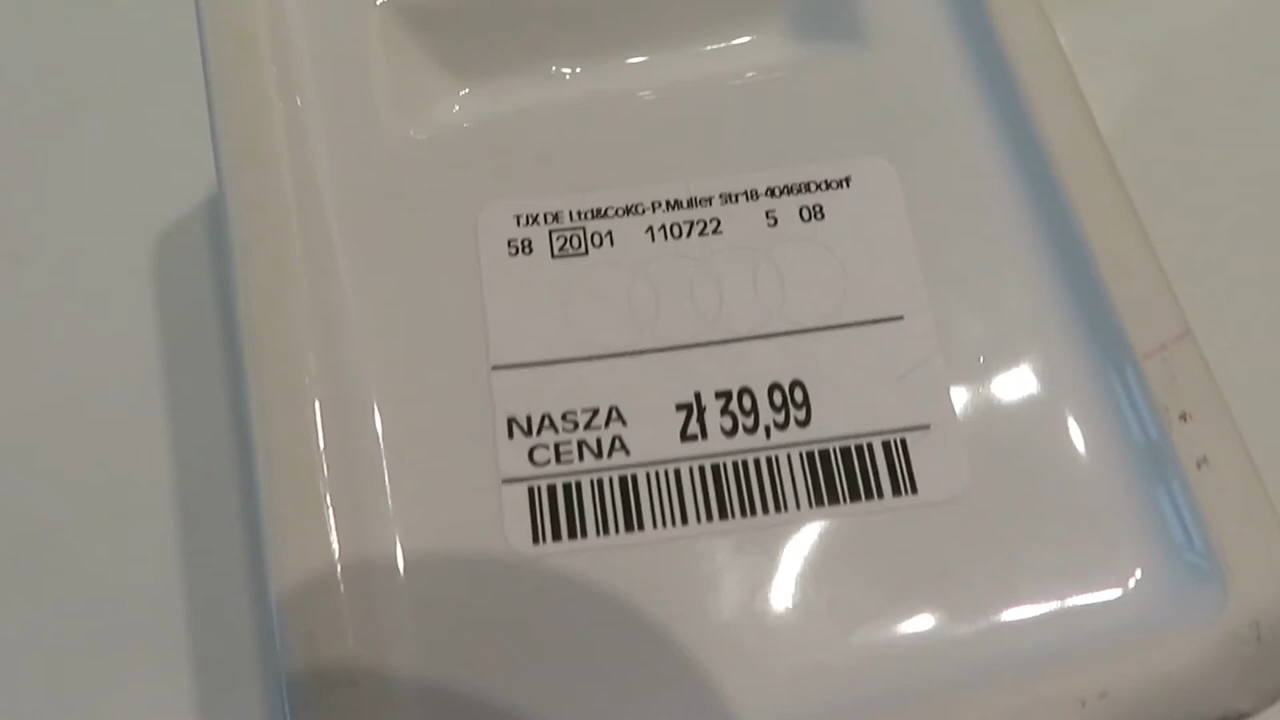 TJX DE Ltd&CoKG-P.Muller Str18-40468Ddorf
58 20 01 110722 5 08
NASZA CENA zł 39,99